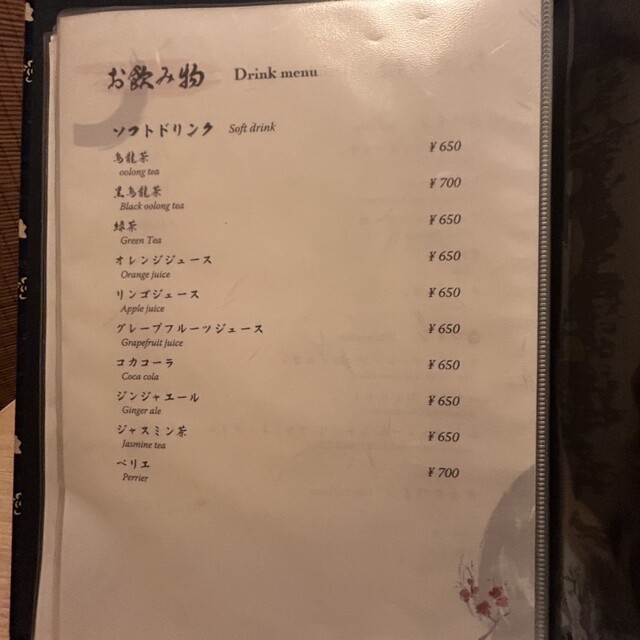 お飲み物 Drink menu
ソフトドリンク Soft drink
烏龍茶 ¥650
oolong tea
黒烏龍茶 ¥700
Black oolong tea
緑茶 ¥650
Green Tea
オレンジジュース ¥650
Orange juice
リンゴジュース ¥650
Apple juice
グレープフルーツジュース ¥650
Grapefruit juice
コカコーラ ¥650
Coca cola
ジンジャエール ¥650
Ginger ale
ジャスミン茶 ¥650
Jasmine tea
ペリエ ¥700
Perrier